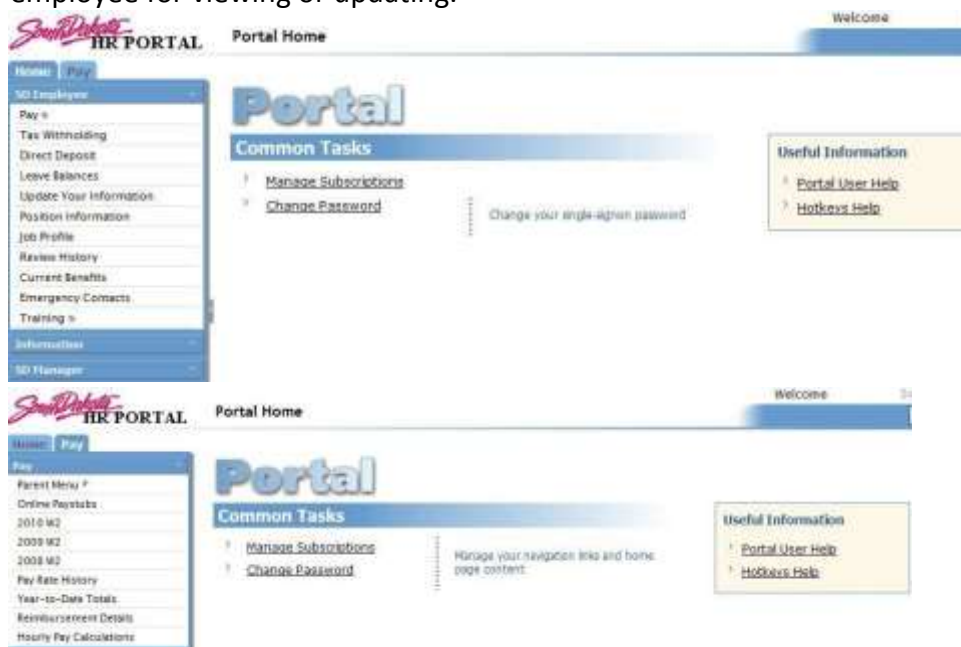 employee for viewing or updating.
South Dakota
HR PORTAL
Portal Home
Welcome
Home
Pay
SD Employee
Pay »
Tax Withholding
Direct Deposit
Leave Balances
Update Your Information
Position Information
Job Profile
Review History
Current Benefits
Emergency Contacts
Training »
Information
SD Manager
Portal
Common Tasks
Manage Subscriptions
Change Password
Change your single-signon password
Useful Information
Portal User Help
Hotkeys Help
South Dakota
HR PORTAL
Portal Home
Welcome
Home
Pay
Pay
Parent Menu
Online Paystubs
2010 W2
2009 W2
2008 W2
Pay Rate History
Year-to-Date Totals
Reimbursement Details
Hourly Pay Calculations
Portal
Common Tasks
Manage Subscriptions
Change Password
Manage your navigation links and home
page content
Useful Information
Portal User Help
Hotkeys Help